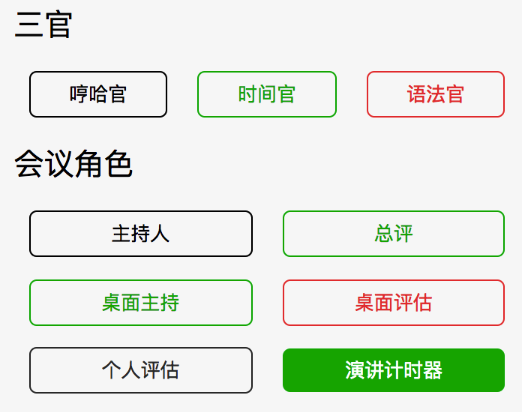 三官
哼哈官 时间官 语法官
会议角色
主持人 总评
桌面主持 桌面评估
个人评估 演讲计时器